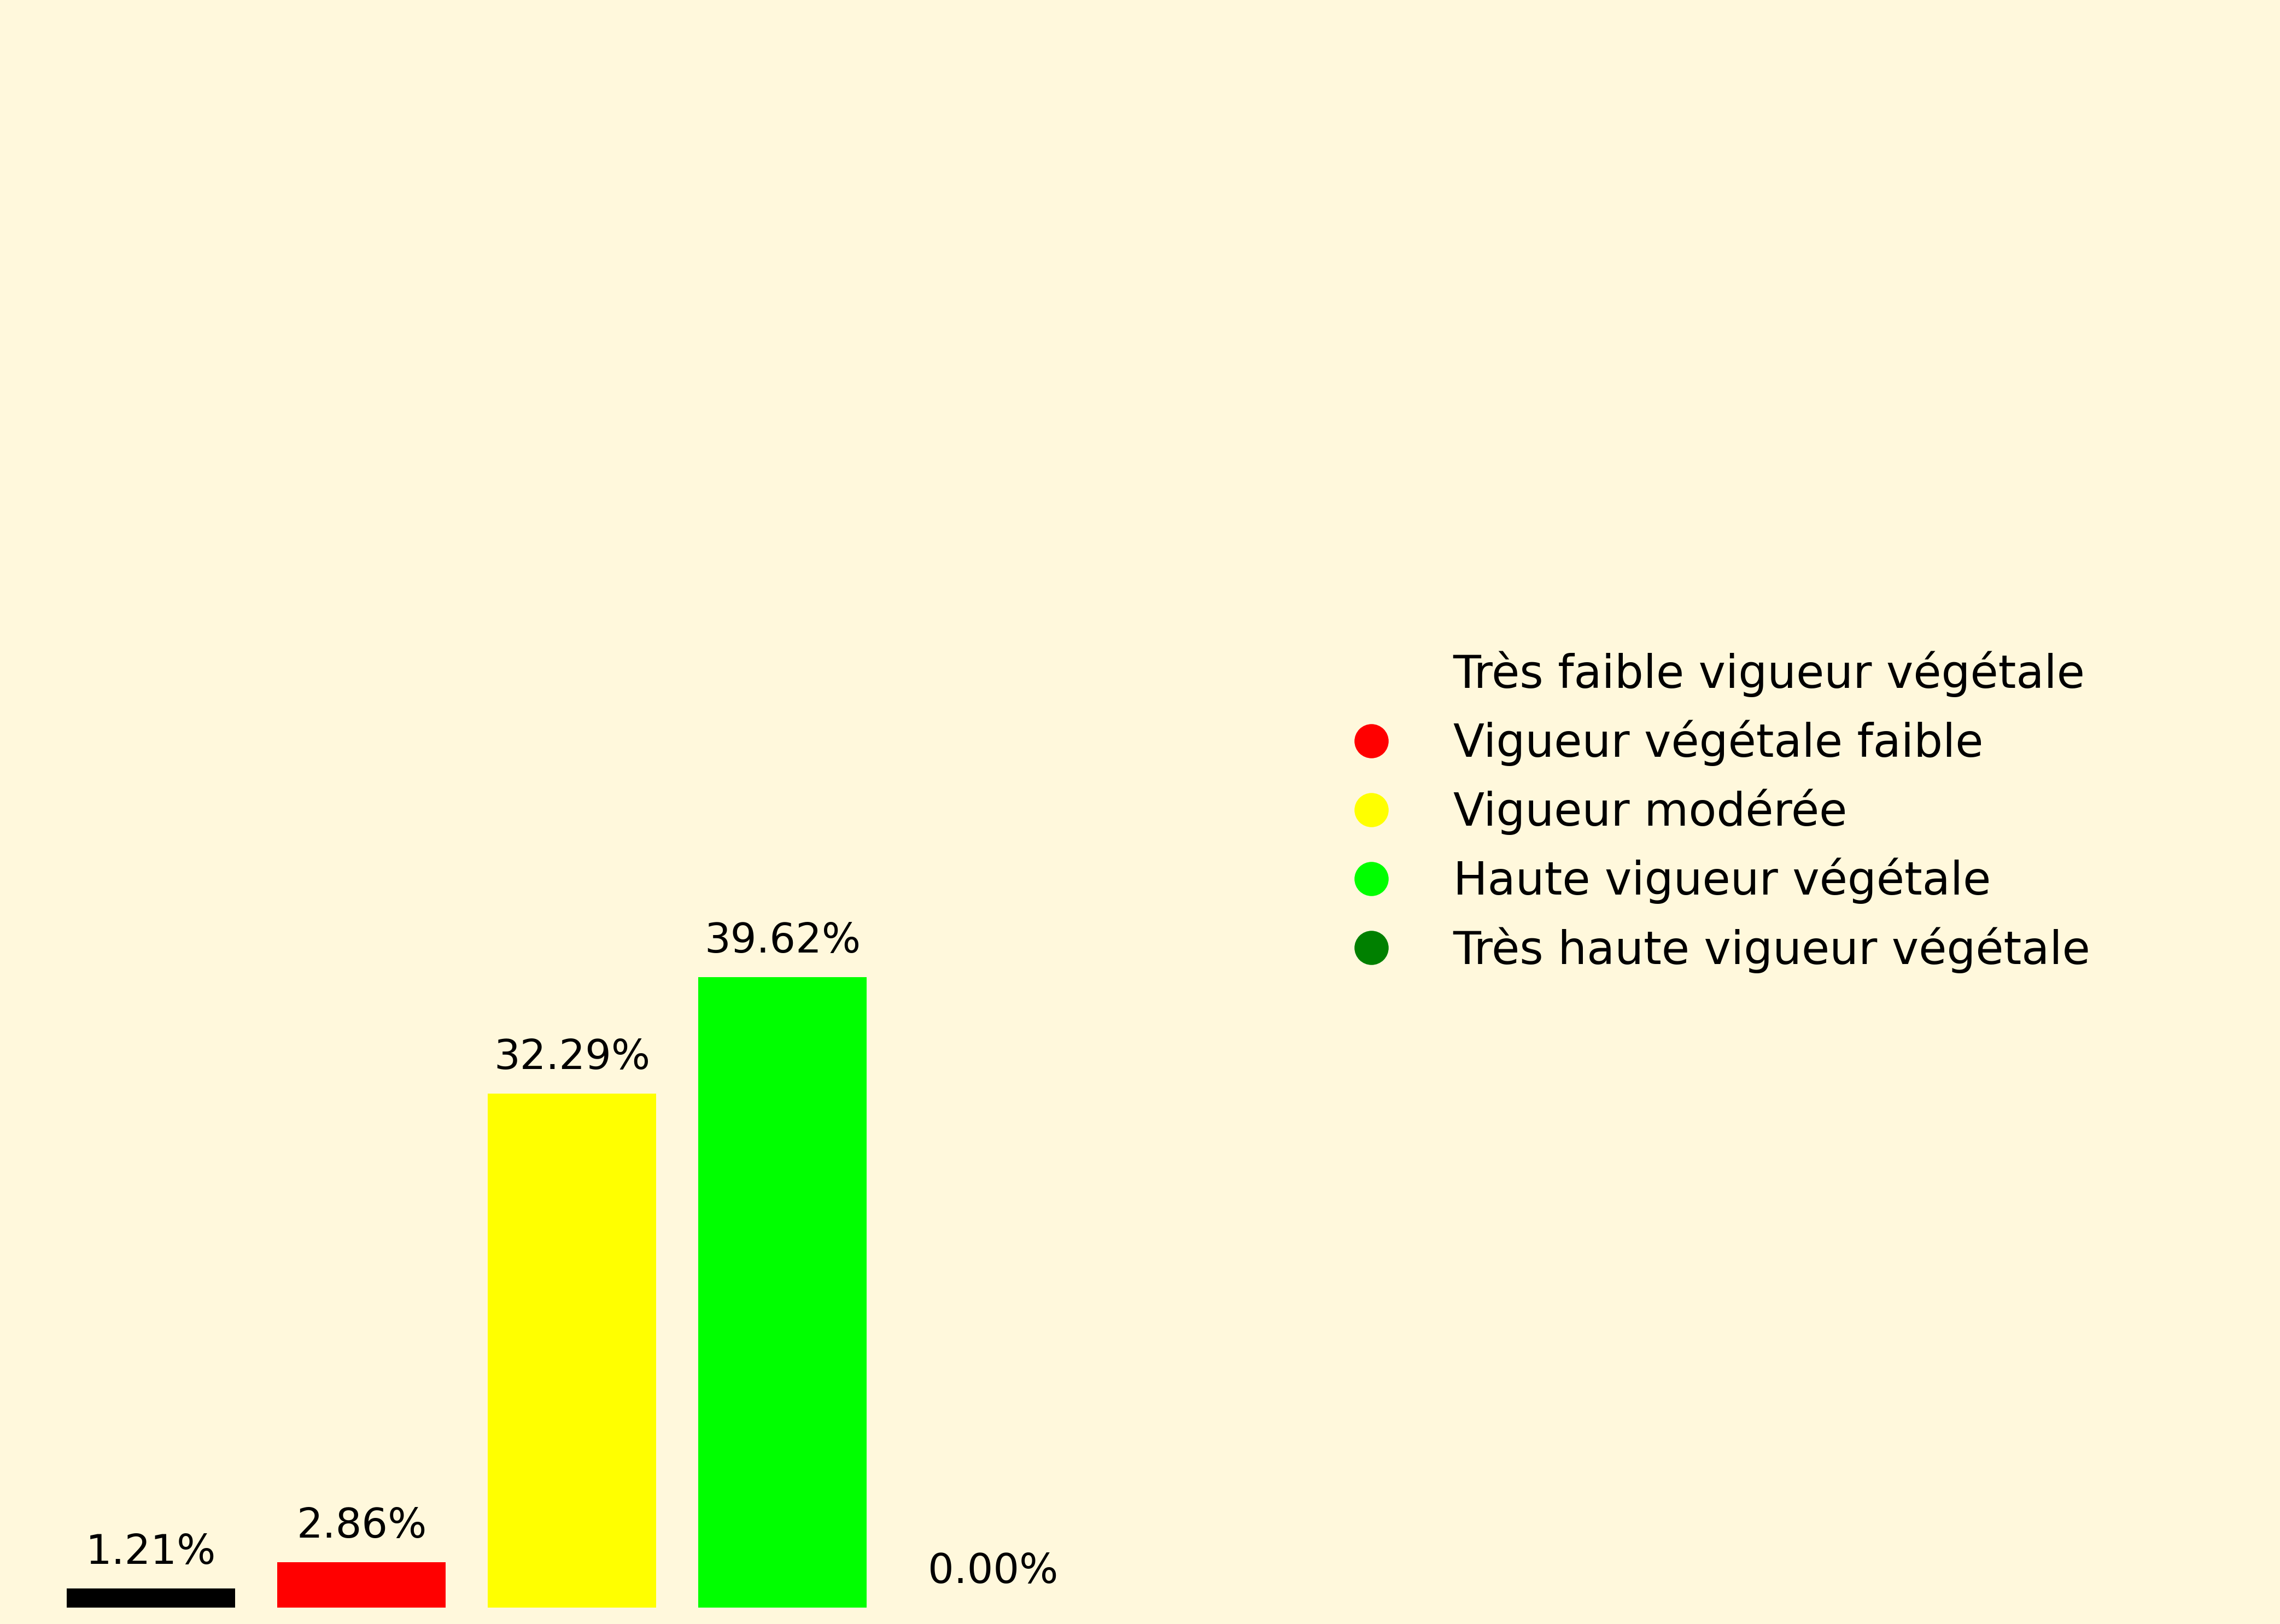 Très faible vigueur végétale
Vigueur végétale faible
Vigueur modérée
Haute vigueur végétale
Très haute vigueur végétale
39.62%
32.29%
2.86%
1.21%
0.00%